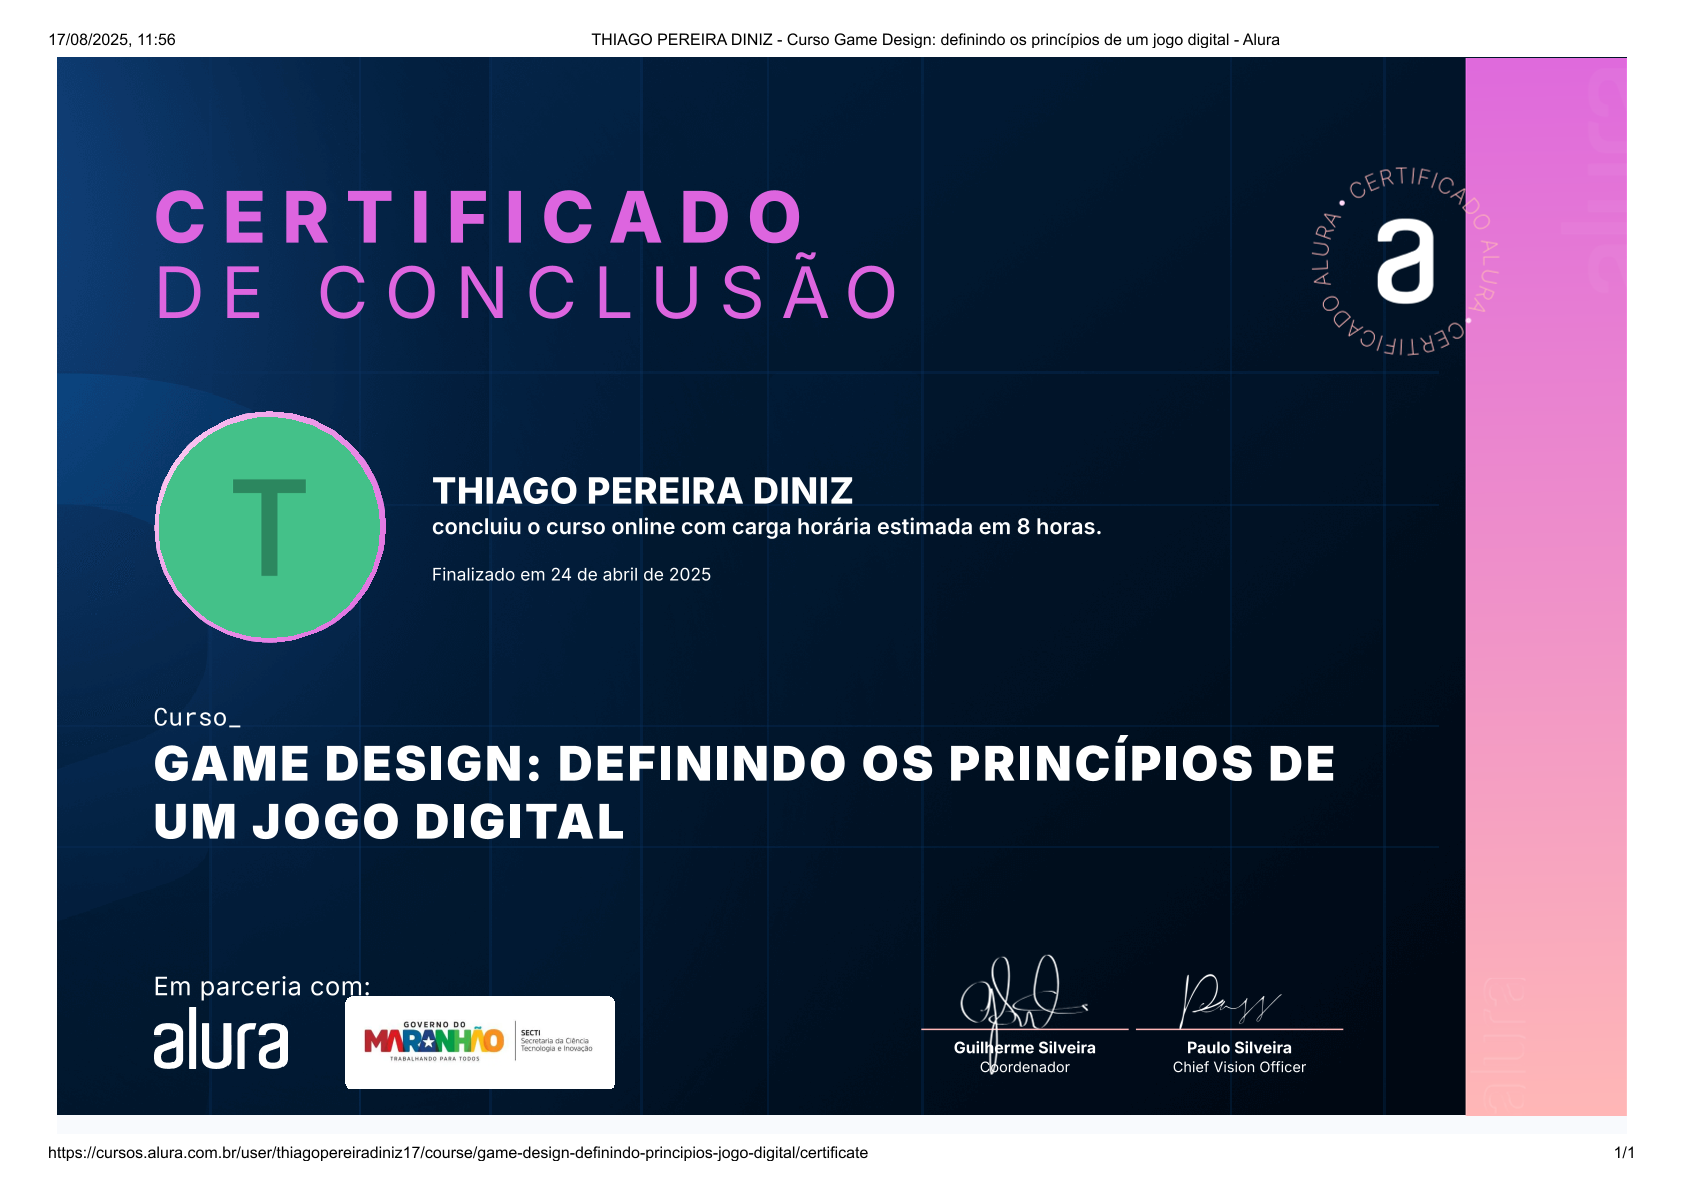 17/08/2025, 11:56
THIAGO PEREIRA DINIZ - Curso Game Design: definindo os princípios de um jogo digital - Alura
CERTIFICADO
DE CONCLUSÃO
CERTIFICADO ALURA • CERTIFICADO ALURA •
a
alura
T
THIAGO PEREIRA DINIZ
concluiu o curso online com carga horária estimada em 8 horas.
Finalizado em 24 de abril de 2025
Curso_
GAME DESIGN: DEFININDO OS PRINCÍPIOS DE
UM JOGO DIGITAL
Em parceria com:
alura
GOVERNO DO
MARANHÃO
TRABALHANDO PARA TODOS
SECTI
Secretaria da Ciência
Tecnologia e Inovação
Guilherme Silveira
Coordenador
Paulo Silveira
Chief Vision Officer
alura
https://cursos.alura.com.br/user/thiagopereiradiniz17/course/game-design-definindo-principios-jogo-digital/certificate
1/1